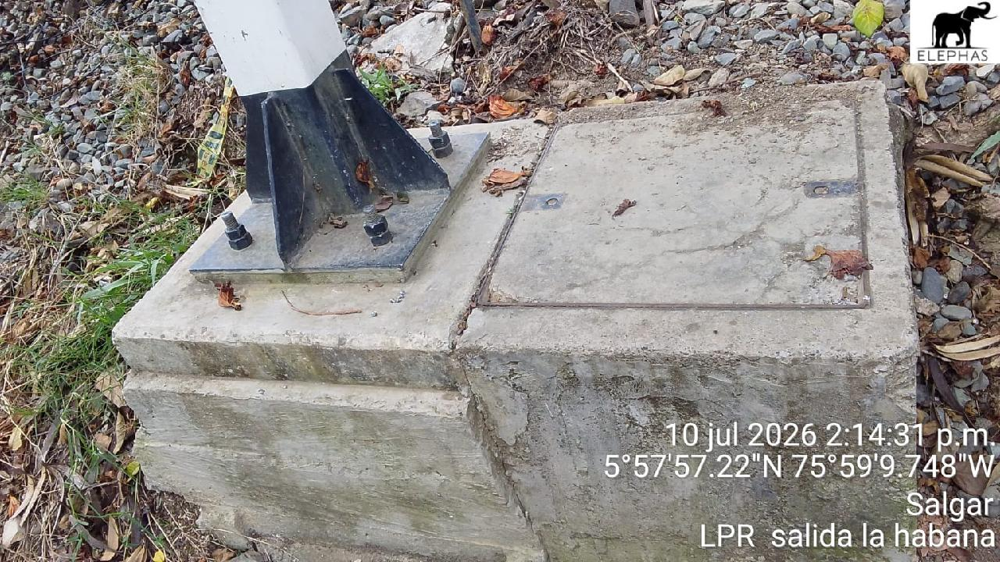 ELEPHAS
10 jul 2026 2:14:31 p.m.
5°57'57.22"N 75°59'9.748"W
Salgar
LPR salida la habana